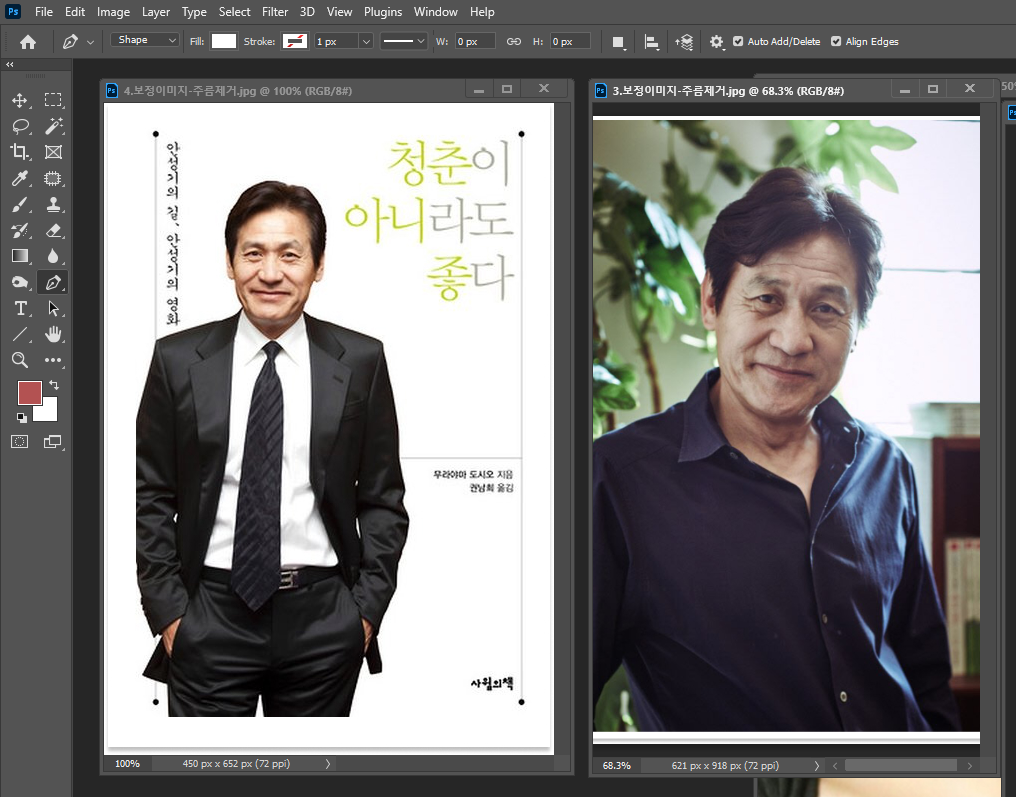 Ps File Edit Image Layer Type Select Filter 3D View Plugins Window Help
Shape Fill: Stroke: 1 px W: 0 px H: 0 px Auto Add/Delete Align Edges
Ps 4.보정이미지-주름제거.jpg @ 100% (RGB/8#)
안성기의 길, 안성기의 영화
청춘이
아니라도
좋다
무라야마 도시오 지음
권남희 옮김
사월의책
100% 450 px x 652 px (72 ppi)
Ps 3.보정이미지-주름제거.jpg @ 68.3% (RGB/8#)
68.3% 621 px x 918 px (72 ppi)
50%
Ps